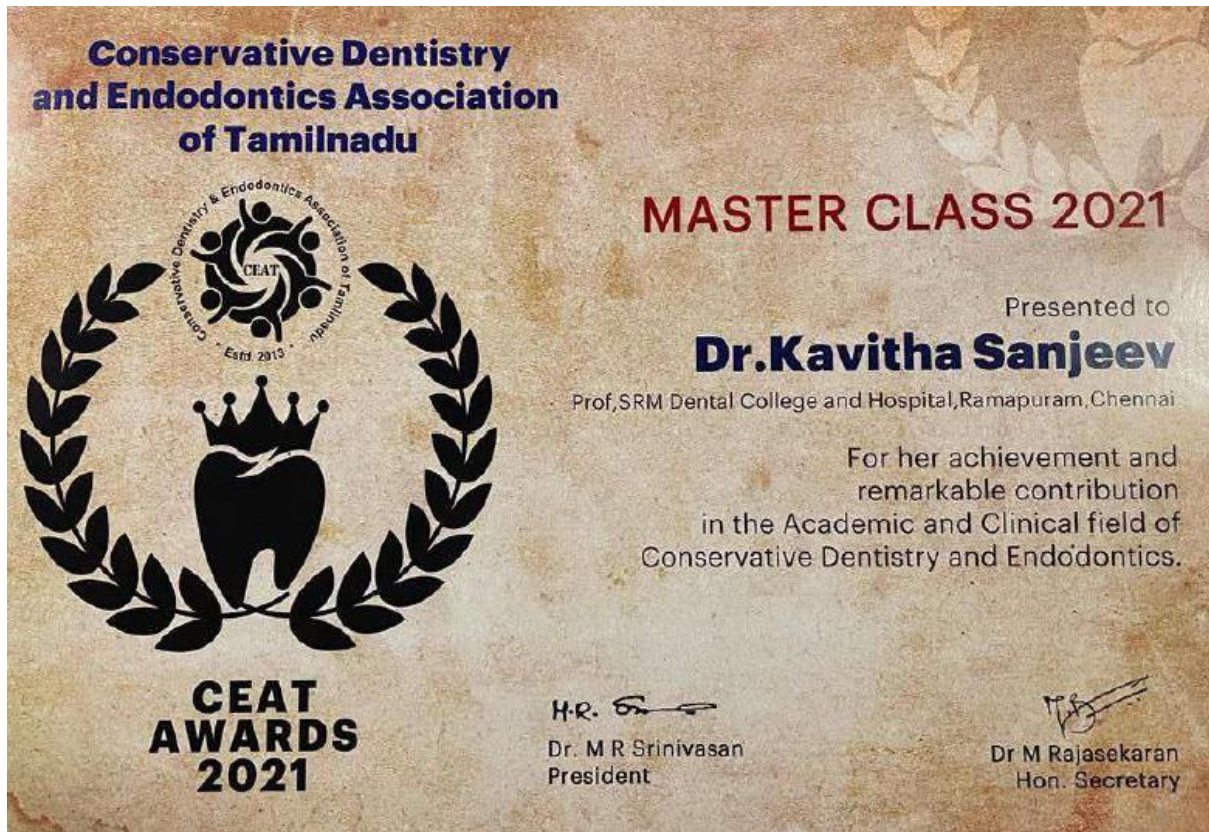 Conservative Dentistry
and Endodontics Association
of Tamilnadu
Conservative Dentistry & Endodontics Association of Tamilnadu
CEAT
Estd. 2013
MASTER CLASS 2021
Presented to
Dr.Kavitha Sanjeev
Prof,SRM Dental College and Hospital,Ramapuram,Chennai
For her achievement and
remarkable contribution
in the Academic and Clinical field of
Conservative Dentistry and Endodontics.
CEAT
AWARDS
2021
Dr. M R Srinivasan
President
Dr M Rajasekaran
Hon. Secretary